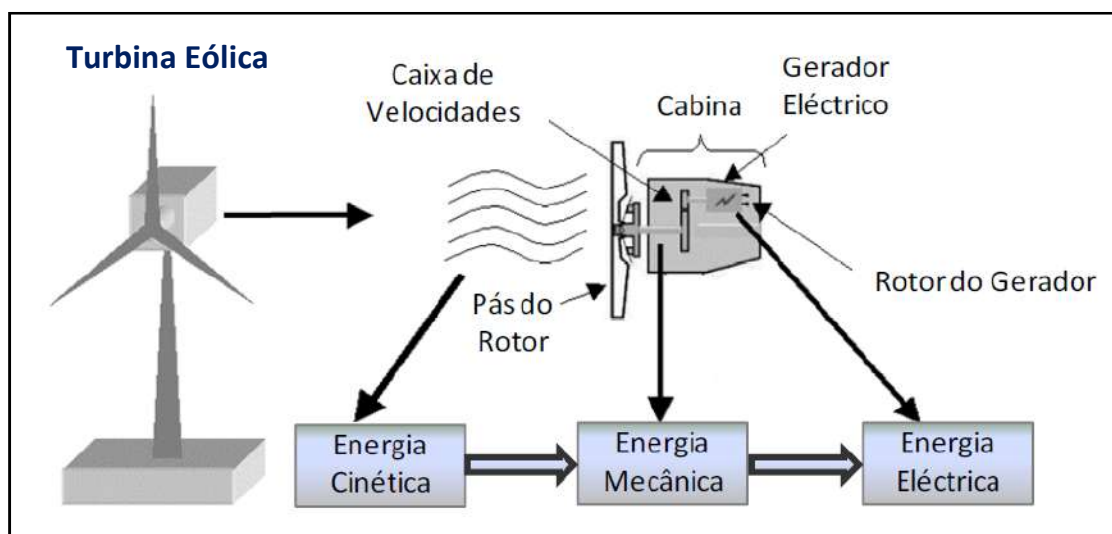 Turbina Eólica
Caixa de
Velocidades
Cabina
Gerador
Eléctrico
Rotor do Gerador
Pás do
Rotor
Energia
Cinética
Energia
Mecânica
Energia
Eléctrica